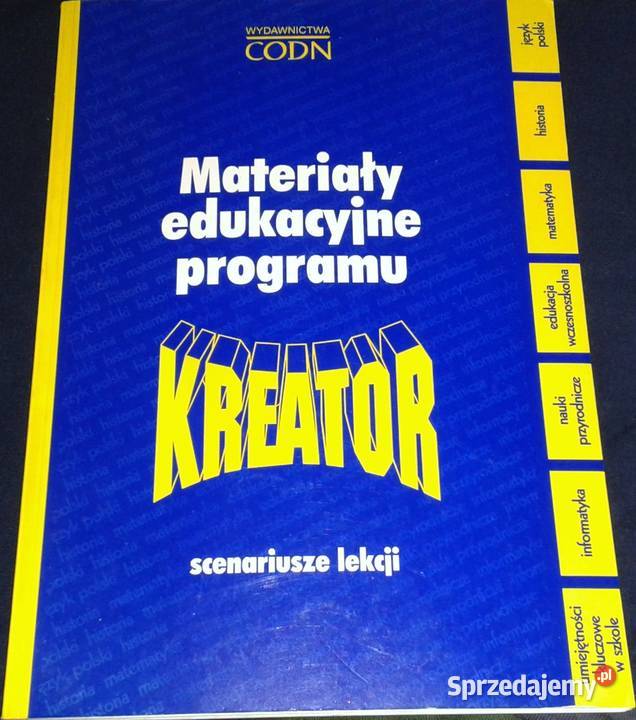 WYDAWNICTWA
CODN
Materiały
edukacyjne
programu
KREATOR
scenariusze lekcji
język
polski
historia
matematyka
edukacja
wczesnoszkolna
nauki
przyrodnicze
informatyka
umiejętności
kluczowe
w szkole
Sprzedajemy.pl